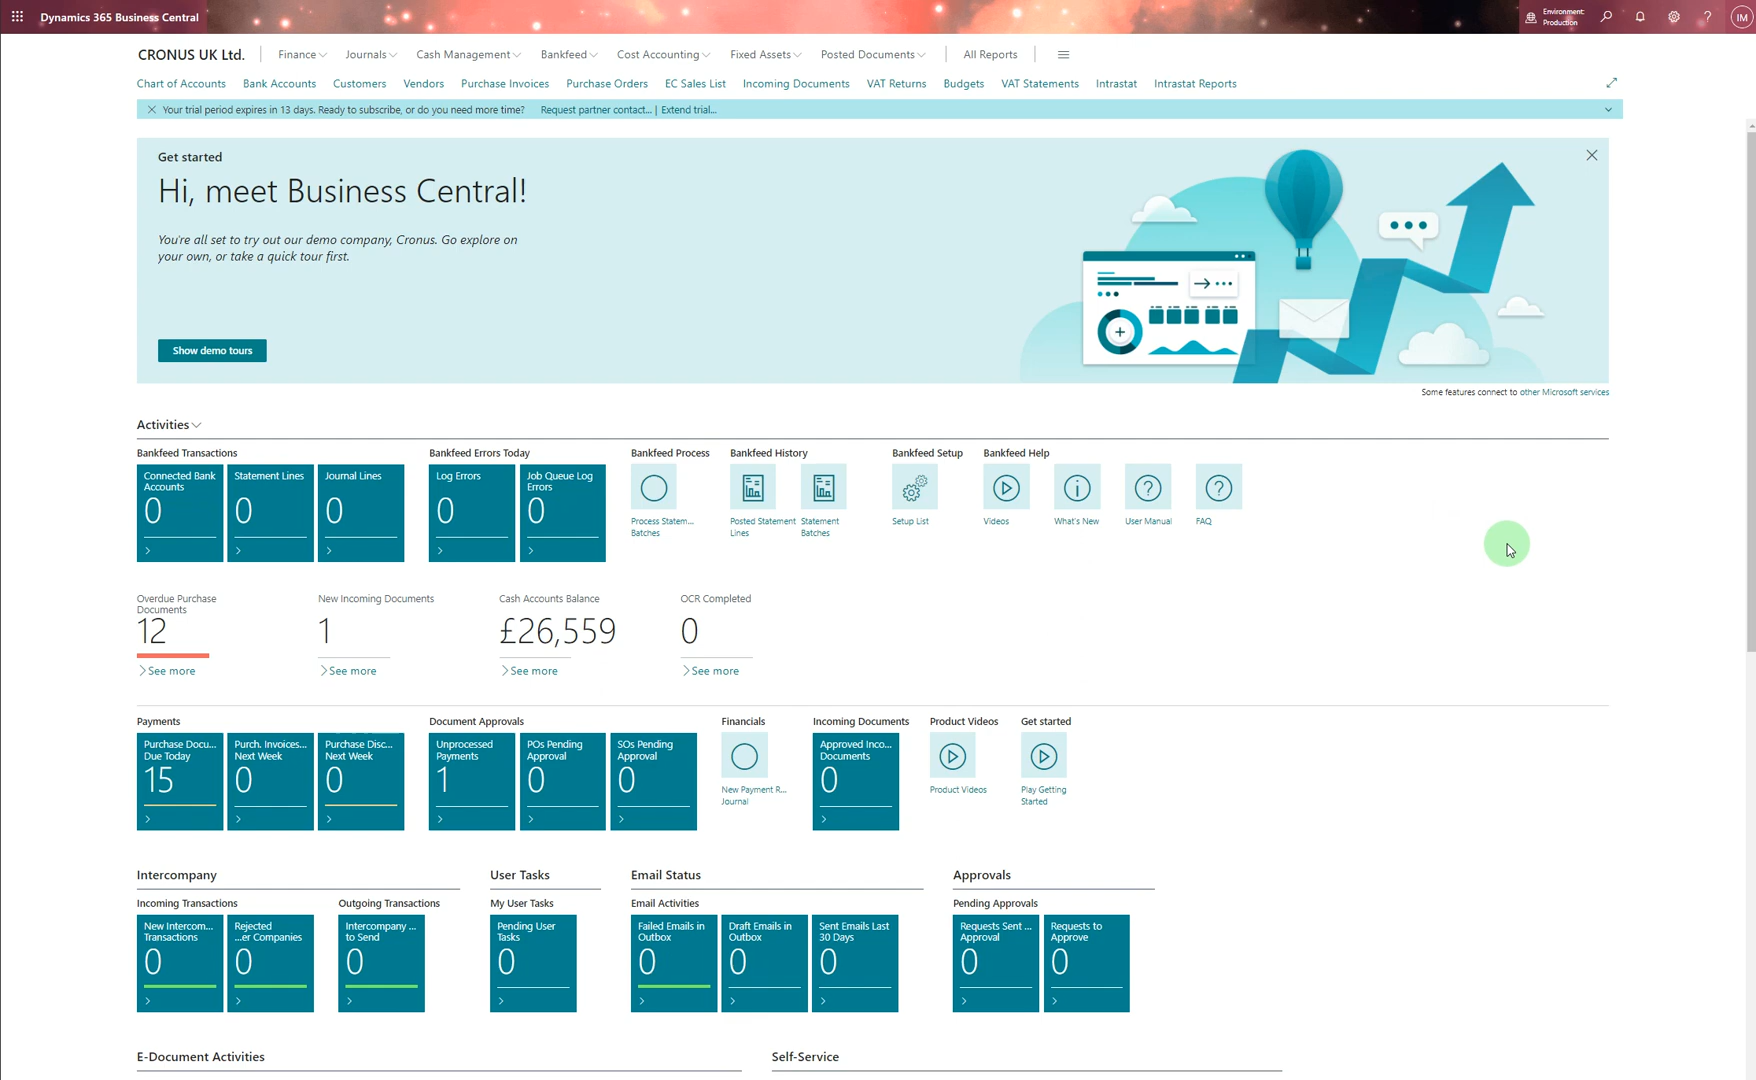 Dynamics 365 Business Central
Environment:
Production
IM
CRONUS UK Ltd.
Finance
Journals
Cash Management
Bankfeed
Cost Accounting
Fixed Assets
Posted Documents
All Reports
Chart of Accounts
Bank Accounts
Customers
Vendors
Purchase Invoices
Purchase Orders
EC Sales List
Incoming Documents
VAT Returns
Budgets
VAT Statements
Intrastat
Intrastat Reports
Your trial period expires in 13 days. Ready to subscribe, or do you need more time? Request partner contact... | Extend trial...
Get started
Hi, meet Business Central!
You're all set to try out our demo company, Cronus. Go explore on
your own, or take a quick tour first.
Show demo tours
Some features connect to other Microsoft services
Activities
Bankfeed Transactions
Connected Bank
Accounts
0
Statement Lines
0
Journal Lines
0
Bankfeed Errors Today
Log Errors
0
Job Queue Log
Errors
0
Bankfeed Process
Process Statem...
Batches
Bankfeed History
Posted Statement
Lines
Statement
Batches
Bankfeed Setup
Setup List
Bankfeed Help
Videos
What's New
User Manual
FAQ
Overdue Purchase
Documents
12
See more
New Incoming Documents
1
See more
Cash Accounts Balance
£26,559
See more
OCR Completed
0
See more
Payments
Purchase Docu...
Due Today
15
Purch. Invoices...
Next Week
0
Purchase Disc...
Next Week
0
Document Approvals
Unprocessed
Payments
1
POs Pending
Approval
0
SOs Pending
Approval
0
Financials
New Payment R...
Journal
Incoming Documents
Approved Inco...
Documents
0
Product Videos
Product Videos
Get started
Play Getting
Started
Intercompany
Incoming Transactions
New Intercom...
Transactions
0
Rejected
...er Companies
0
Outgoing Transactions
Intercompany ...
to Send
0
User Tasks
My User Tasks
Pending User
Tasks
0
Email Status
Email Activities
Failed Emails in
Outbox
0
Draft Emails in
Outbox
0
Sent Emails Last
30 Days
0
Approvals
Pending Approvals
Requests Sent ...
Approval
0
Requests to
Approve
0
E-Document Activities
Self-Service